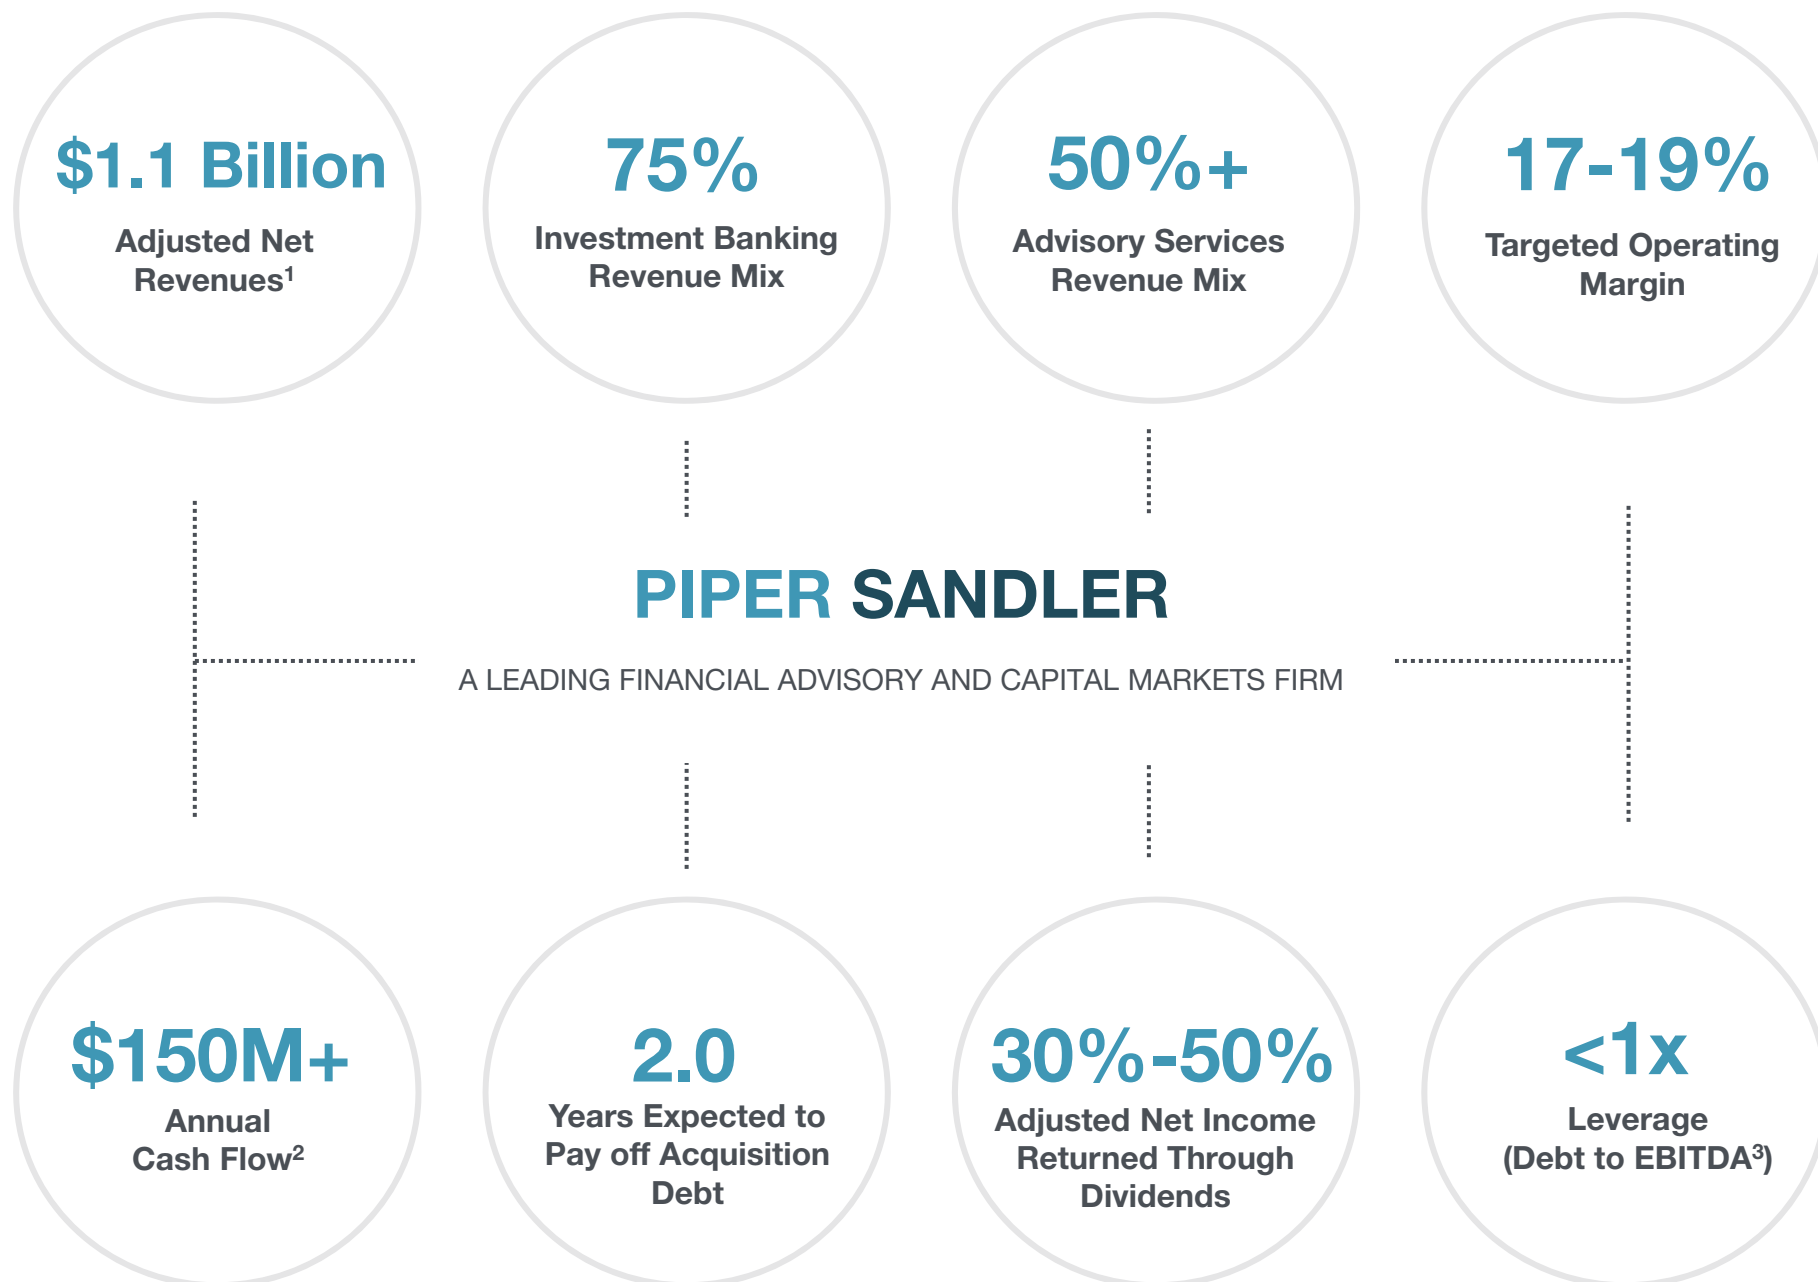 $1.1 Billion
Adjusted Net
Revenues¹
75%
Investment Banking
Revenue Mix
50%+
Advisory Services
Revenue Mix
17-19%
Targeted Operating
Margin
PIPER SANDLER
A LEADING FINANCIAL ADVISORY AND CAPITAL MARKETS FIRM
$150M+
Annual
Cash Flow²
2.0
Years Expected to
Pay off Acquisition
Debt
30%-50%
Adjusted Net Income
Returned Through
Dividends
<1x
Leverage
(Debt to EBITDA³)